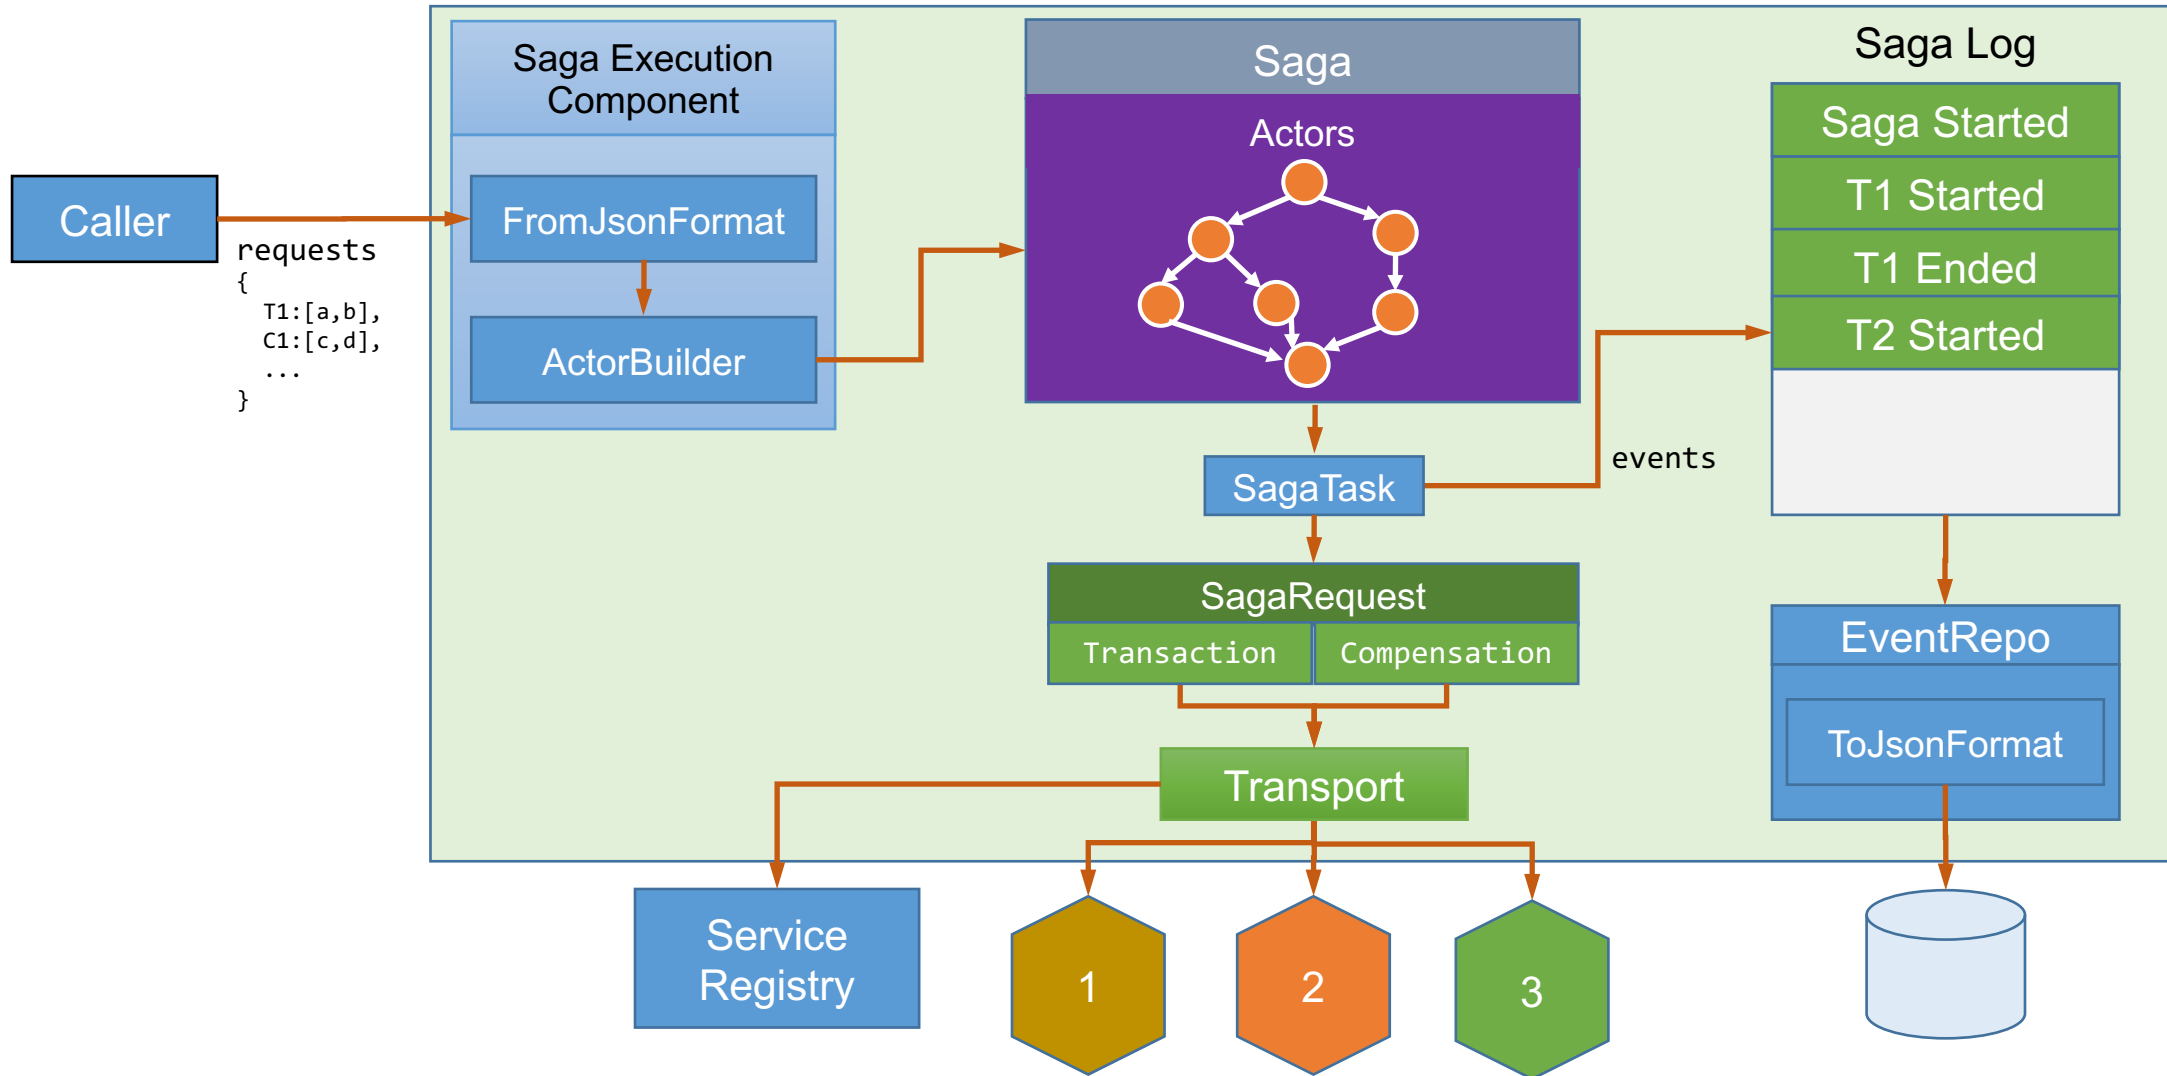 Saga Execution
Component
Saga
Saga Log
Actors
Saga Started
T1 Started
T1 Ended
T2 Started
Caller
FromJsonFormat
requests
{
T1:[a,b],
C1:[c,d],
...
}
ActorBuilder
events
SagaTask
SagaRequest
Transaction
Compensation
EventRepo
ToJsonFormat
Transport
Service
Registry
1
2
3